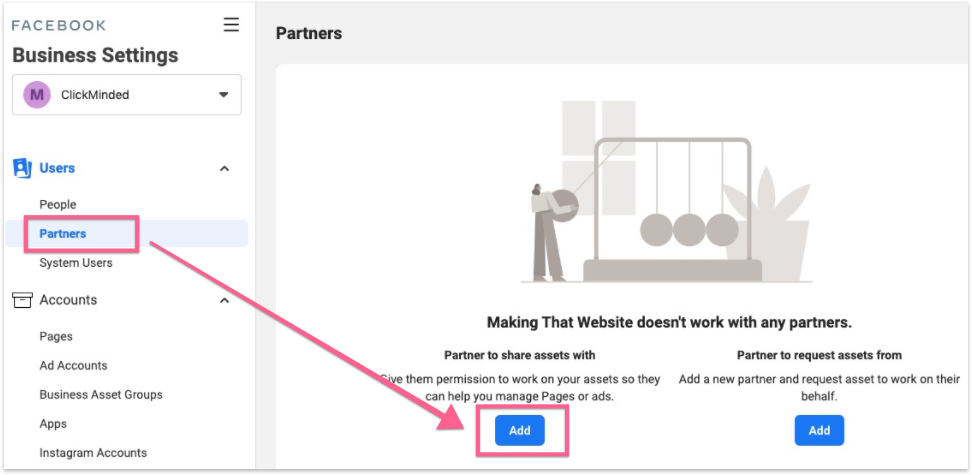 FACEBOOK
Business Settings
M
ClickMinded
Users
People
Partners
System Users
Accounts
Pages
Ad Accounts
Business Asset Groups
Apps
Instagram Accounts
Partners
Making That Website doesn't work with any partners.
Partner to share assets with
Give them permission to work on your assets so they
can help you manage Pages or ads.
Add
Partner to request assets from
Add a new partner and request asset to work on their
behalf.
Add